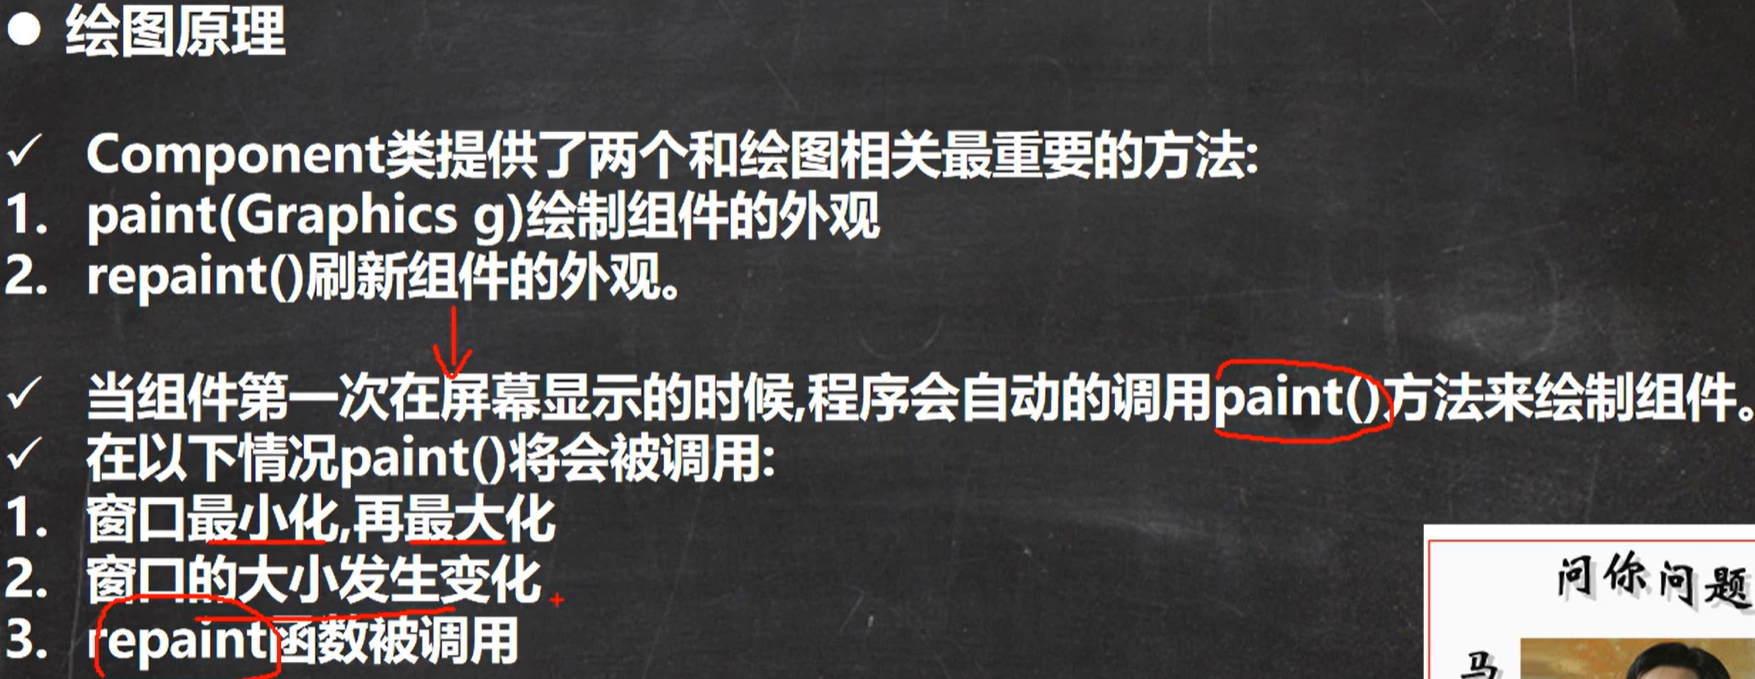 ● 绘图原理
✓ Component类提供了两个和绘图相关最重要的方法:
1. paint(Graphics g)绘制组件的外观
2. repaint()刷新组件的外观。
✓ 当组件第一次在屏幕显示的时候,程序会自动的调用paint()方法来绘制组件。
✓ 在以下情况paint()将会被调用:
1. 窗口最小化,再最大化
2. 窗口的大小发生变化
3. repaint函数被调用
问你问题
马